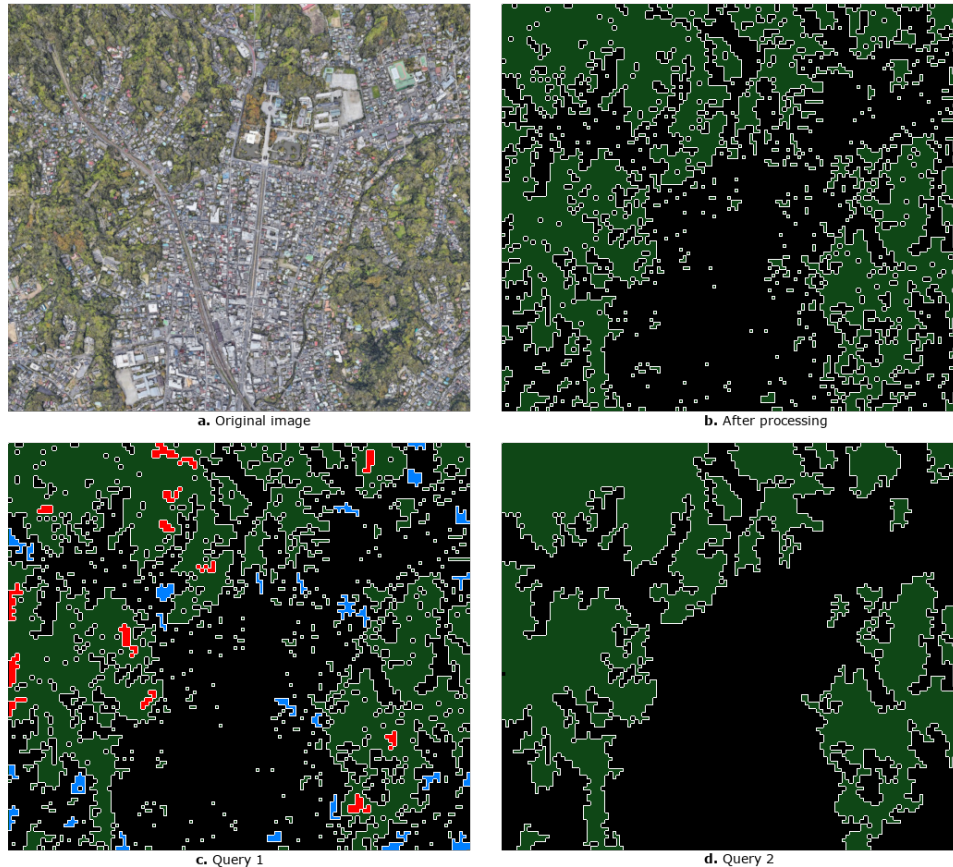 a. Original image
b. After processing
c. Query 1
d. Query 2